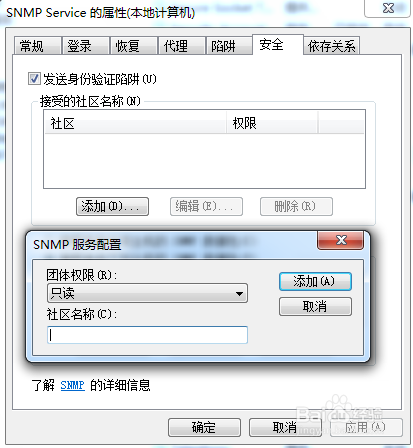 SNMP Service 的属性(本地计算机)
常规 登录 恢复 代理 陷阱 安全 依存关系
发送身份验证陷阱(U)
接受的社区名称(N)
社区 权限
添加(D)... 编辑(E)... 删除(R)
SNMP 服务配置
团体权限(R):
添加(A)
只读
取消
社区名称(C):
了解 SNMP 的详细信息
确定 取消 应用(A)